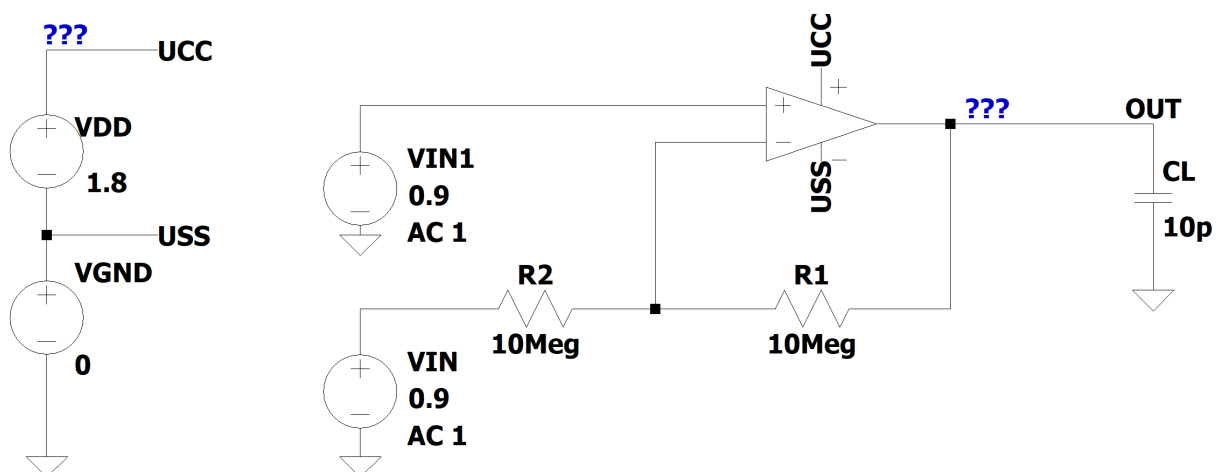 ???
UCC
VDD
1.8
USS
VGND
0
UCC
+
+
−
−
USS
VIN1
+
−
0.9
AC 1
???
OUT
CL
10p
R2
10Meg
R1
10Meg
VIN
+
−
0.9
AC 1
+
−
+
−